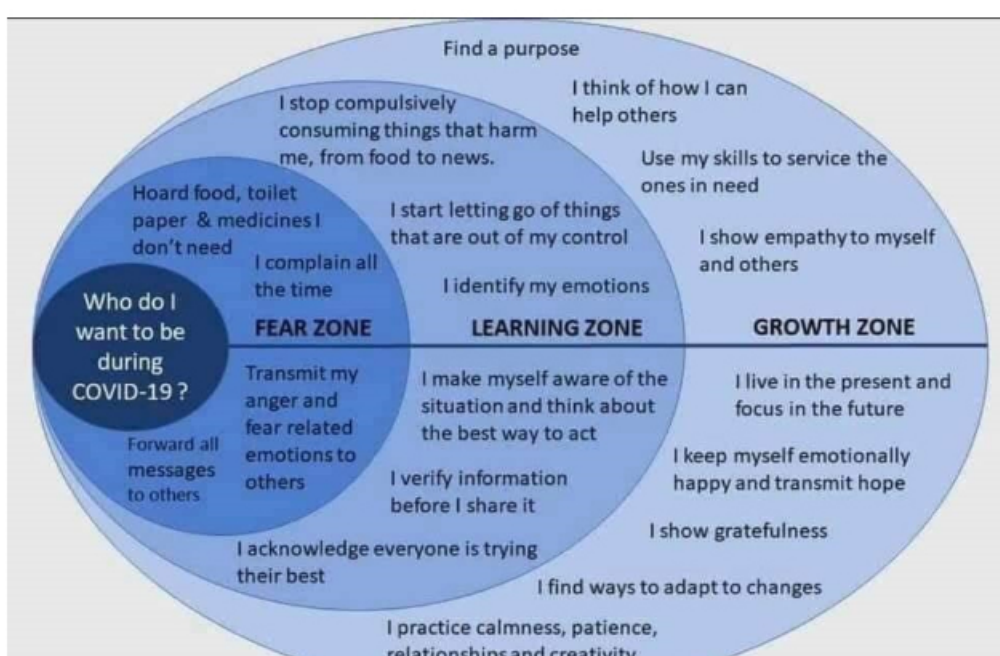 Find a purpose
I think of how I can
help others
Use my skills to service the
ones in need
I show empathy to myself
and others
I stop compulsively
consuming things that harm
me, from food to news.
I start letting go of things
that are out of my control
I identify my emotions
Hoard food, toilet
paper & medicines I
don't need
I complain all
the time
Who do I
want to be
during
COVID-19 ?
FEAR ZONE
LEARNING ZONE
GROWTH ZONE
Transmit my
anger and
fear related
emotions to
others
Forward all
messages
to others
I make myself aware of the
situation and think about
the best way to act
I verify information
before I share it
I acknowledge everyone is trying
their best
I live in the present and
focus in the future
I keep myself emotionally
happy and transmit hope
I show gratefulness
I find ways to adapt to changes
I practice calmness, patience,
relationships and creativity